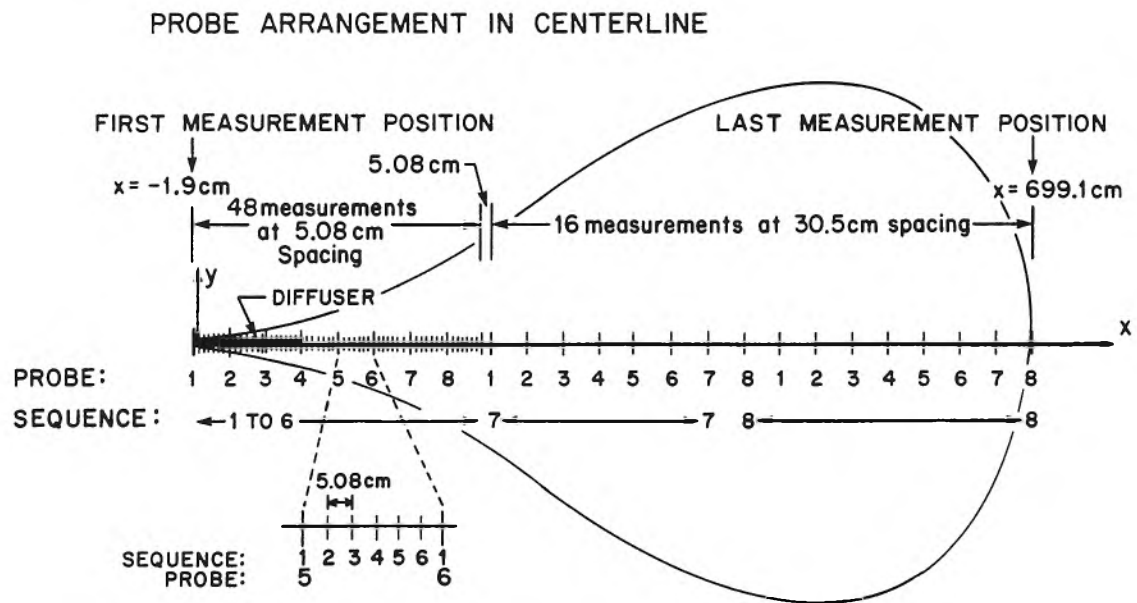 PROBE ARRANGEMENT IN CENTERLINE
FIRST MEASUREMENT POSITION
LAST MEASUREMENT POSITION
5.08 cm
x = -1.9 cm
x = 699.1 cm
48 measurements
at 5.08 cm
Spacing
16 measurements at 30.5 cm spacing
y
DIFFUSER
x
PROBE: 1 2 3 4 5 6 7 8 1 2 3 4 5 6 7 8 1 2 3 4 5 6 7 8
SEQUENCE: 1 TO 6 7 7 8 8
5.08 cm
SEQUENCE: 1 2 3 4 5 6 1
PROBE: 5 6